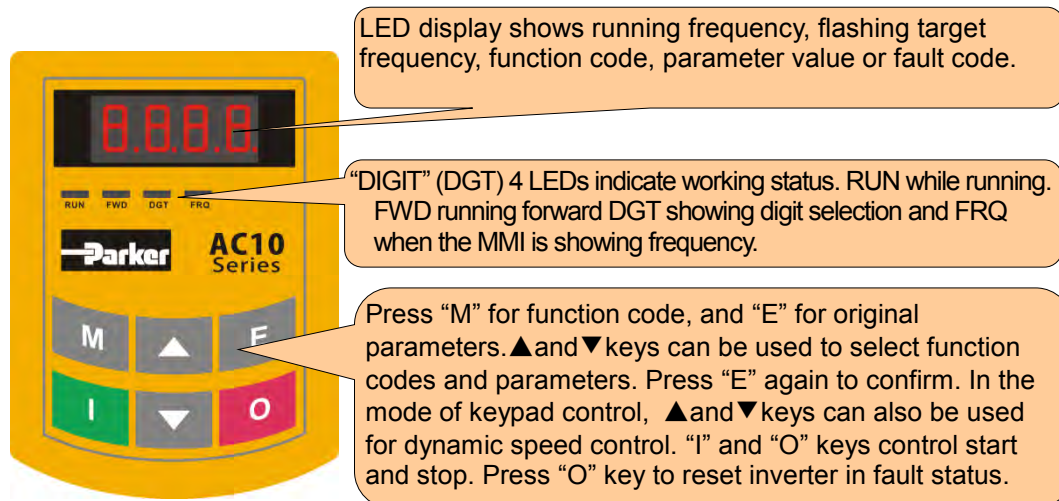 LED display shows running frequency, flashing target
frequency, function code, parameter value or fault code.
8.8.8.8.
RUN FWD DGT FRQ
"DIGIT" (DGT) 4 LEDs indicate working status. RUN while running.
FWD running forward DGT showing digit selection and FRQ
when the MMI is showing frequency.
Parker
AC10
Series
M ▲ E
I ▼ O
Press “M” for function code, and “E” for original
parameters.▲and▼keys can be used to select function
codes and parameters. Press “E” again to confirm. In the
mode of keypad control, ▲and▼keys can also be used
for dynamic speed control. “I” and “O” keys control start
and stop. Press “O” key to reset inverter in fault status.